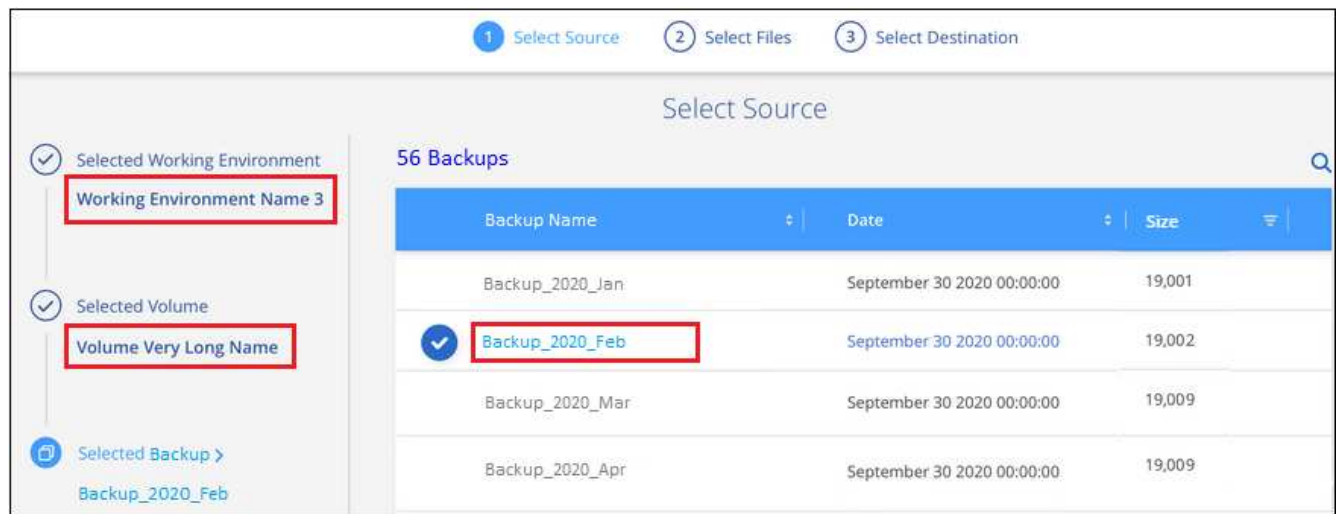 1 Select Source 2 Select Files 3 Select Destination
Select Source
Selected Working Environment
Working Environment Name 3
Selected Volume
Volume Very Long Name
Selected Backup >
Backup_2020_Feb
56 Backups
Backup Name Date Size
Backup_2020_Jan September 30 2020 00:00:00 19,001
Backup_2020_Feb September 30 2020 00:00:00 19,002
Backup_2020_Mar September 30 2020 00:00:00 19,009
Backup_2020_Apr September 30 2020 00:00:00 19,009